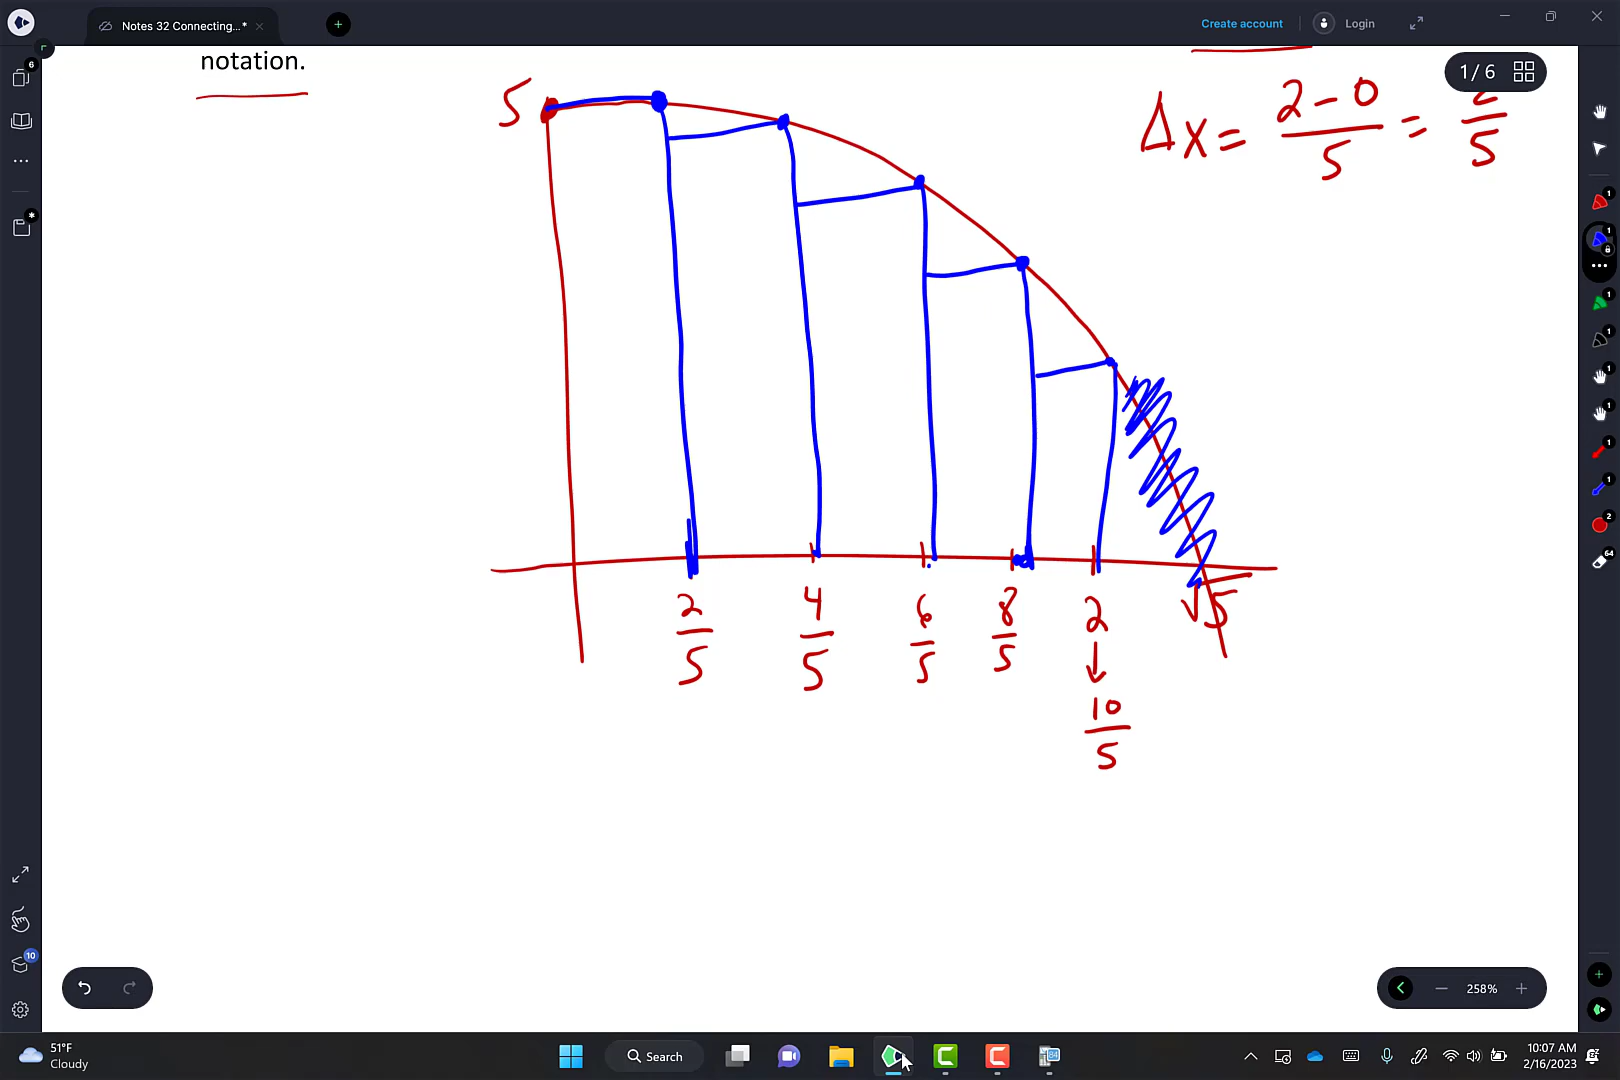 Notes 32 Connecting...*
Create account
Login
notation.
1 / 6
5
Δx = 2 - 0 / 5 = 2/5
2/5 4/5 6/5 8/5 2 √5
10/5
258%
51°F
Cloudy
Search
10:07 AM
2/16/2023